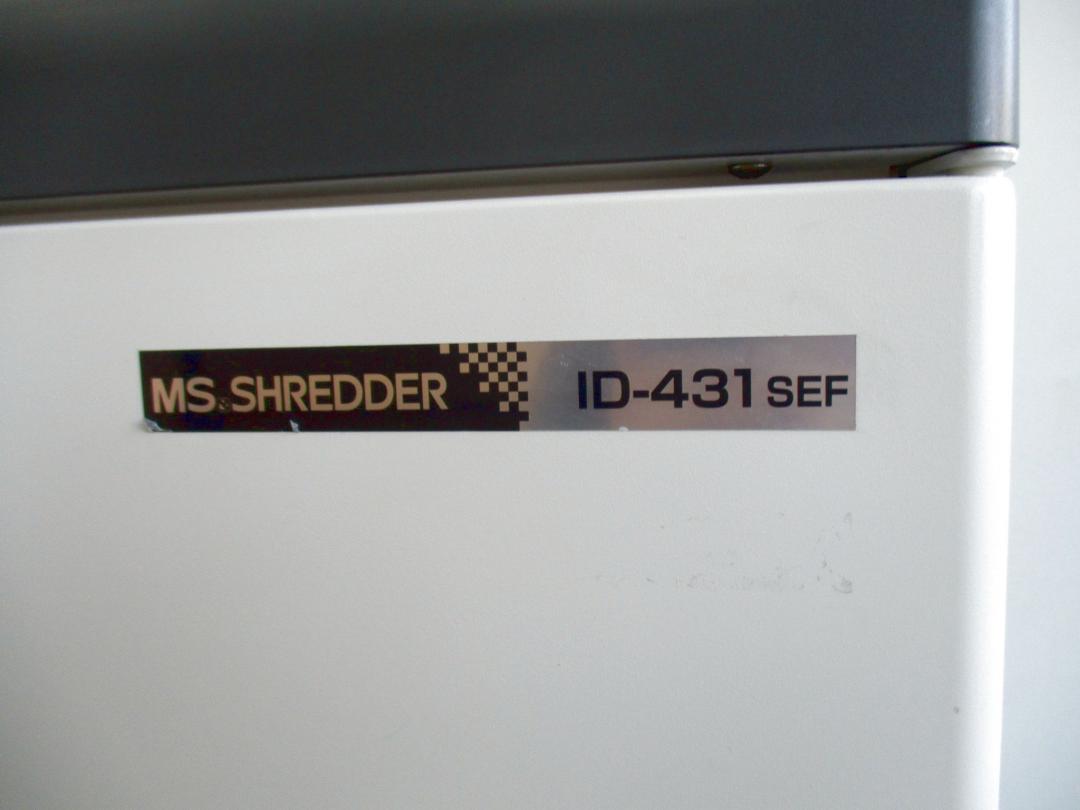 MS SHREDDER ID-431 SEF